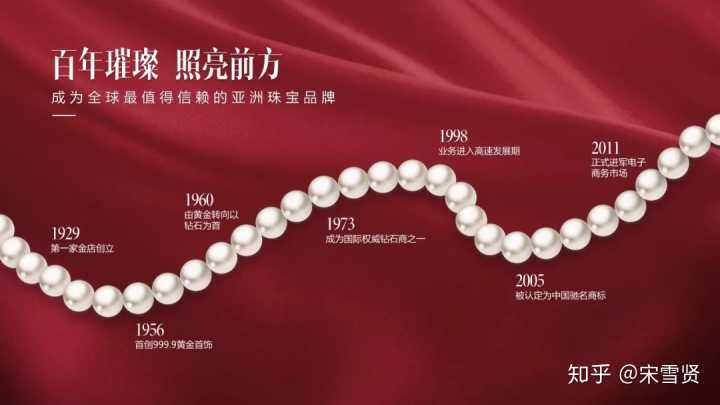 百年璀璨 照亮前方
成为全球最值得信赖的亚洲珠宝品牌
1929
第一家金店创立
1956
首创999.9黄金首饰
1960
由黄金转向以
钻石为首
1973
成为国际权威钻石商之一
1998
业务进入高速发展期
2005
被认定为中国驰名商标
2011
正式进军电子
商务市场
知乎 @宋雪贤